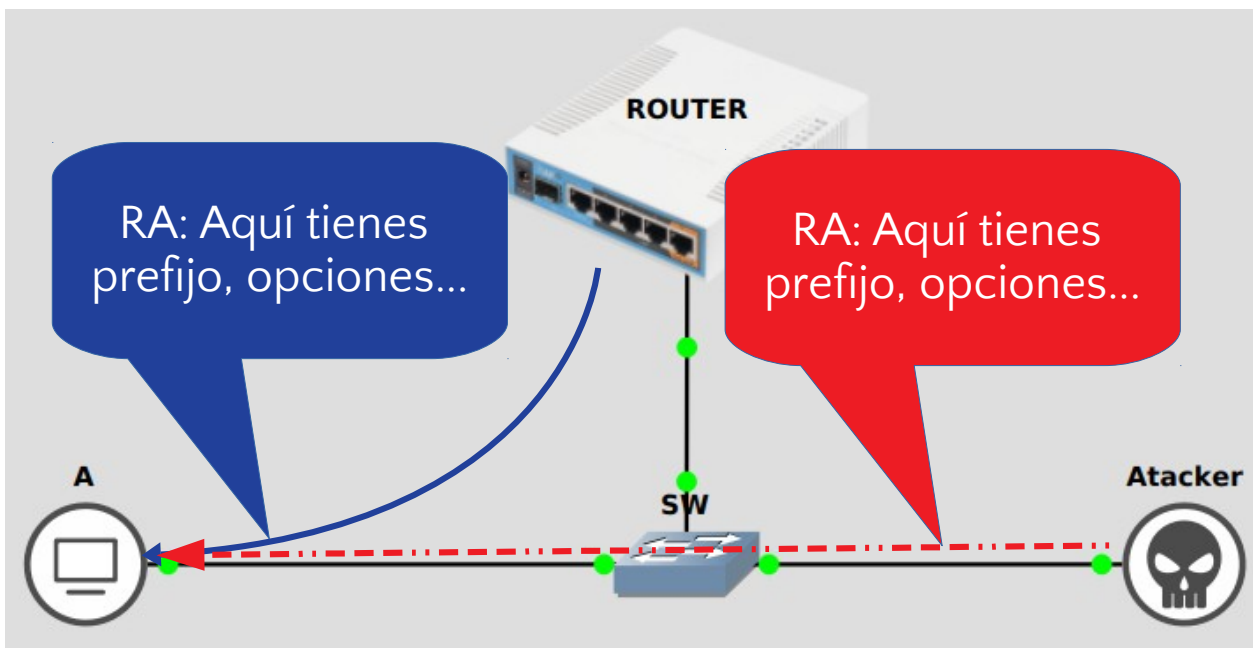 ROUTER
RA: Aquí tienes
prefijo, opciones...
RA: Aquí tienes
prefijo, opciones...
A
SW
Atacker